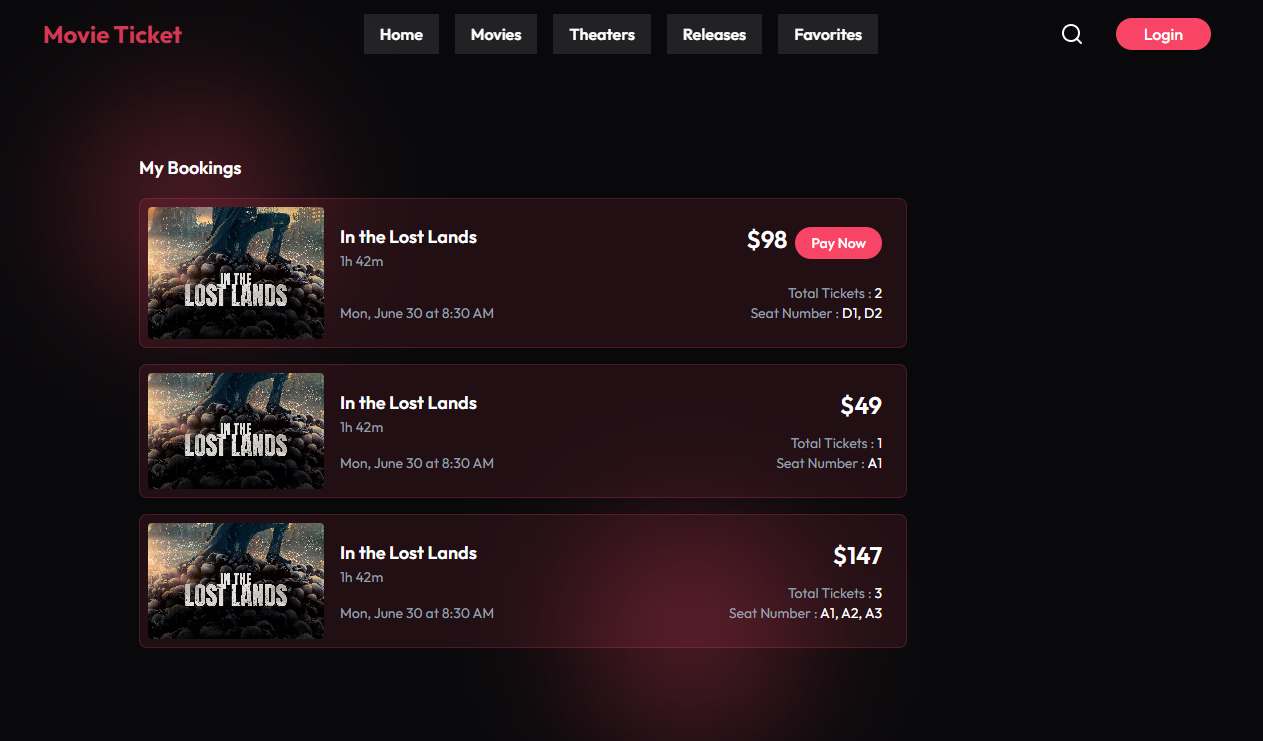 Movie Ticket
Home
Movies
Theaters
Releases
Favorites
Login
My Bookings
IN THE
LOST LANDS
In the Lost Lands
1h 42m
Mon, June 30 at 8:30 AM
$98
Pay Now
Total Tickets : 2
Seat Number : D1, D2
IN THE
LOST LANDS
In the Lost Lands
1h 42m
Mon, June 30 at 8:30 AM
$49
Total Tickets : 1
Seat Number : A1
IN THE
LOST LANDS
In the Lost Lands
1h 42m
Mon, June 30 at 8:30 AM
$147
Total Tickets : 3
Seat Number : A1, A2, A3